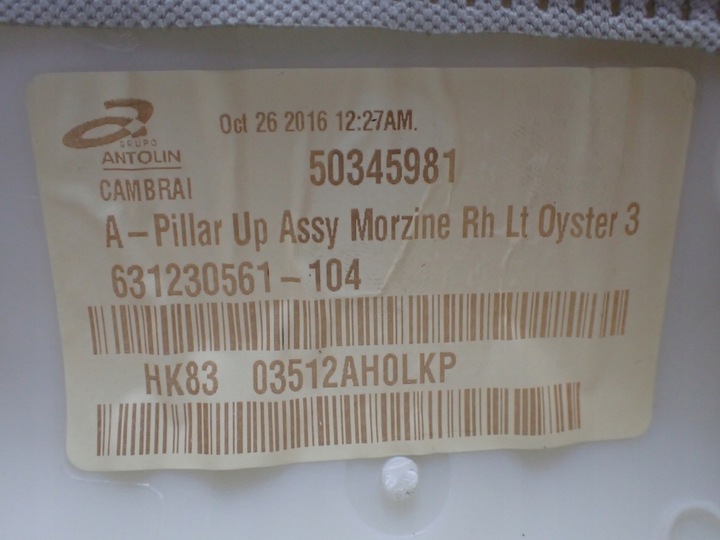 GRUPO
ANTOLIN
CAMBRAI
Oct 26 2016 12:27AM.
50345981
A-Pillar Up Assy Morzine Rh Lt Oyster 3
631230561-104
HK83 03512AHOLKP